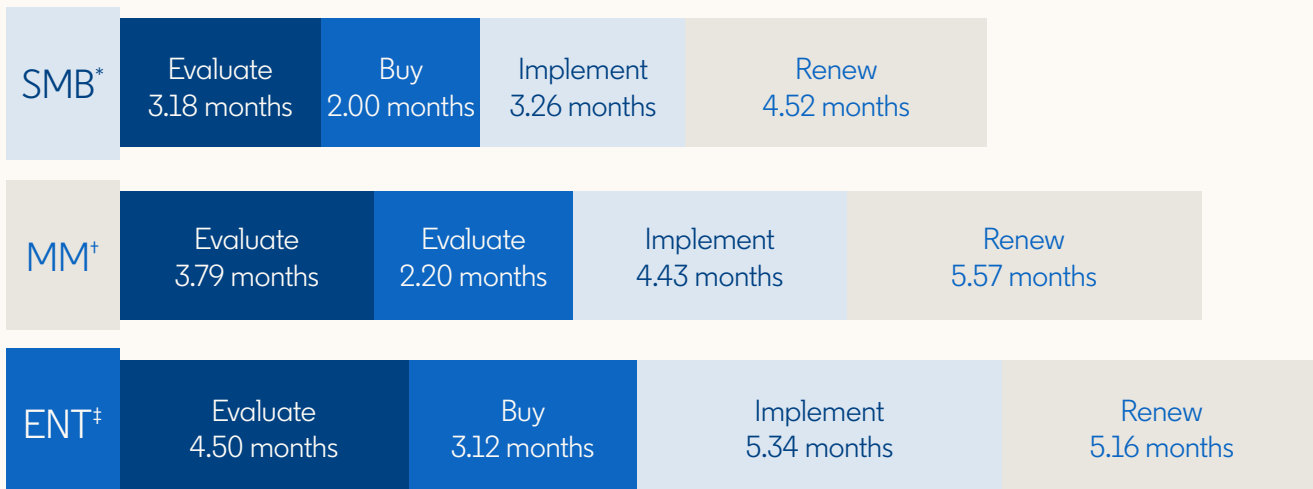 SMB*
Evaluate
3.18 months
Buy
2.00 months
Implement
3.26 months
Renew
4.52 months
MM†
Evaluate
3.79 months
Evaluate
2.20 months
Implement
4.43 months
Renew
5.57 months
ENT‡
Evaluate
4.50 months
Buy
3.12 months
Implement
5.34 months
Renew
5.16 months